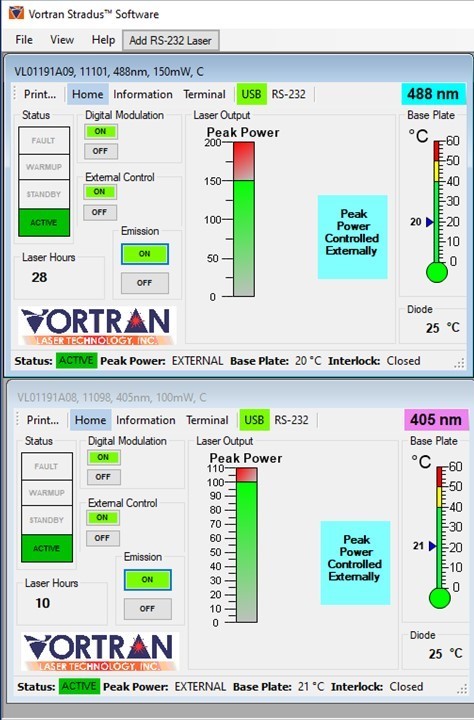 Vortran Stradus™ Software
File View Help Add RS-232 Laser
VL01191A09, 11101, 488nm, 150mW, C
Print... Home Information Terminal USB RS-232 488 nm
Status
FAULT
WARMUP
STANDBY
ACTIVE
Laser Hours
28
Digital Modulation
ON
OFF
External Control
ON
OFF
Emission
ON
OFF
Laser Output
Peak Power
200
150
100
50
0
Peak
Power
Controlled
Externally
Base Plate
°C
60
50
40
30
20
10
0
20
Diode
25 °C
VORTRAN
LASER TECHNOLOGY, INC.
Status: ACTIVE Peak Power: EXTERNAL Base Plate: 20 °C Interlock: Closed
VL01191A08, 11098, 405nm, 100mW, C
Print... Home Information Terminal USB RS-232 405 nm
Status
FAULT
WARMUP
STANDBY
ACTIVE
Laser Hours
10
Digital Modulation
ON
OFF
External Control
ON
OFF
Emission
ON
OFF
Laser Output
Peak Power
110
100
90
80
70
60
50
40
30
20
10
0
Peak
Power
Controlled
Externally
Base Plate
°C
60
50
40
30
20
10
0
21
Diode
25 °C
VORTRAN
LASER TECHNOLOGY, INC.
Status: ACTIVE Peak Power: EXTERNAL Base Plate: 21 °C Interlock: Closed